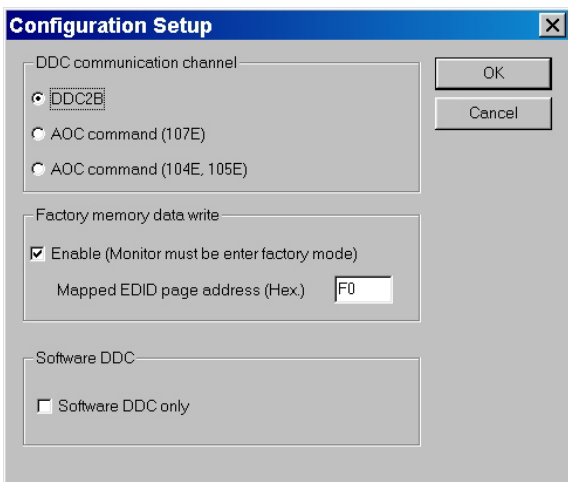 Configuration Setup
DDC communication channel
DDC2B
AOC command (107E)
AOC command (104E, 105E)
OK
Cancel
Factory memory data write
Enable (Monitor must be enter factory mode)
Mapped EDID page address (Hex.) F0
Software DDC
Software DDC only